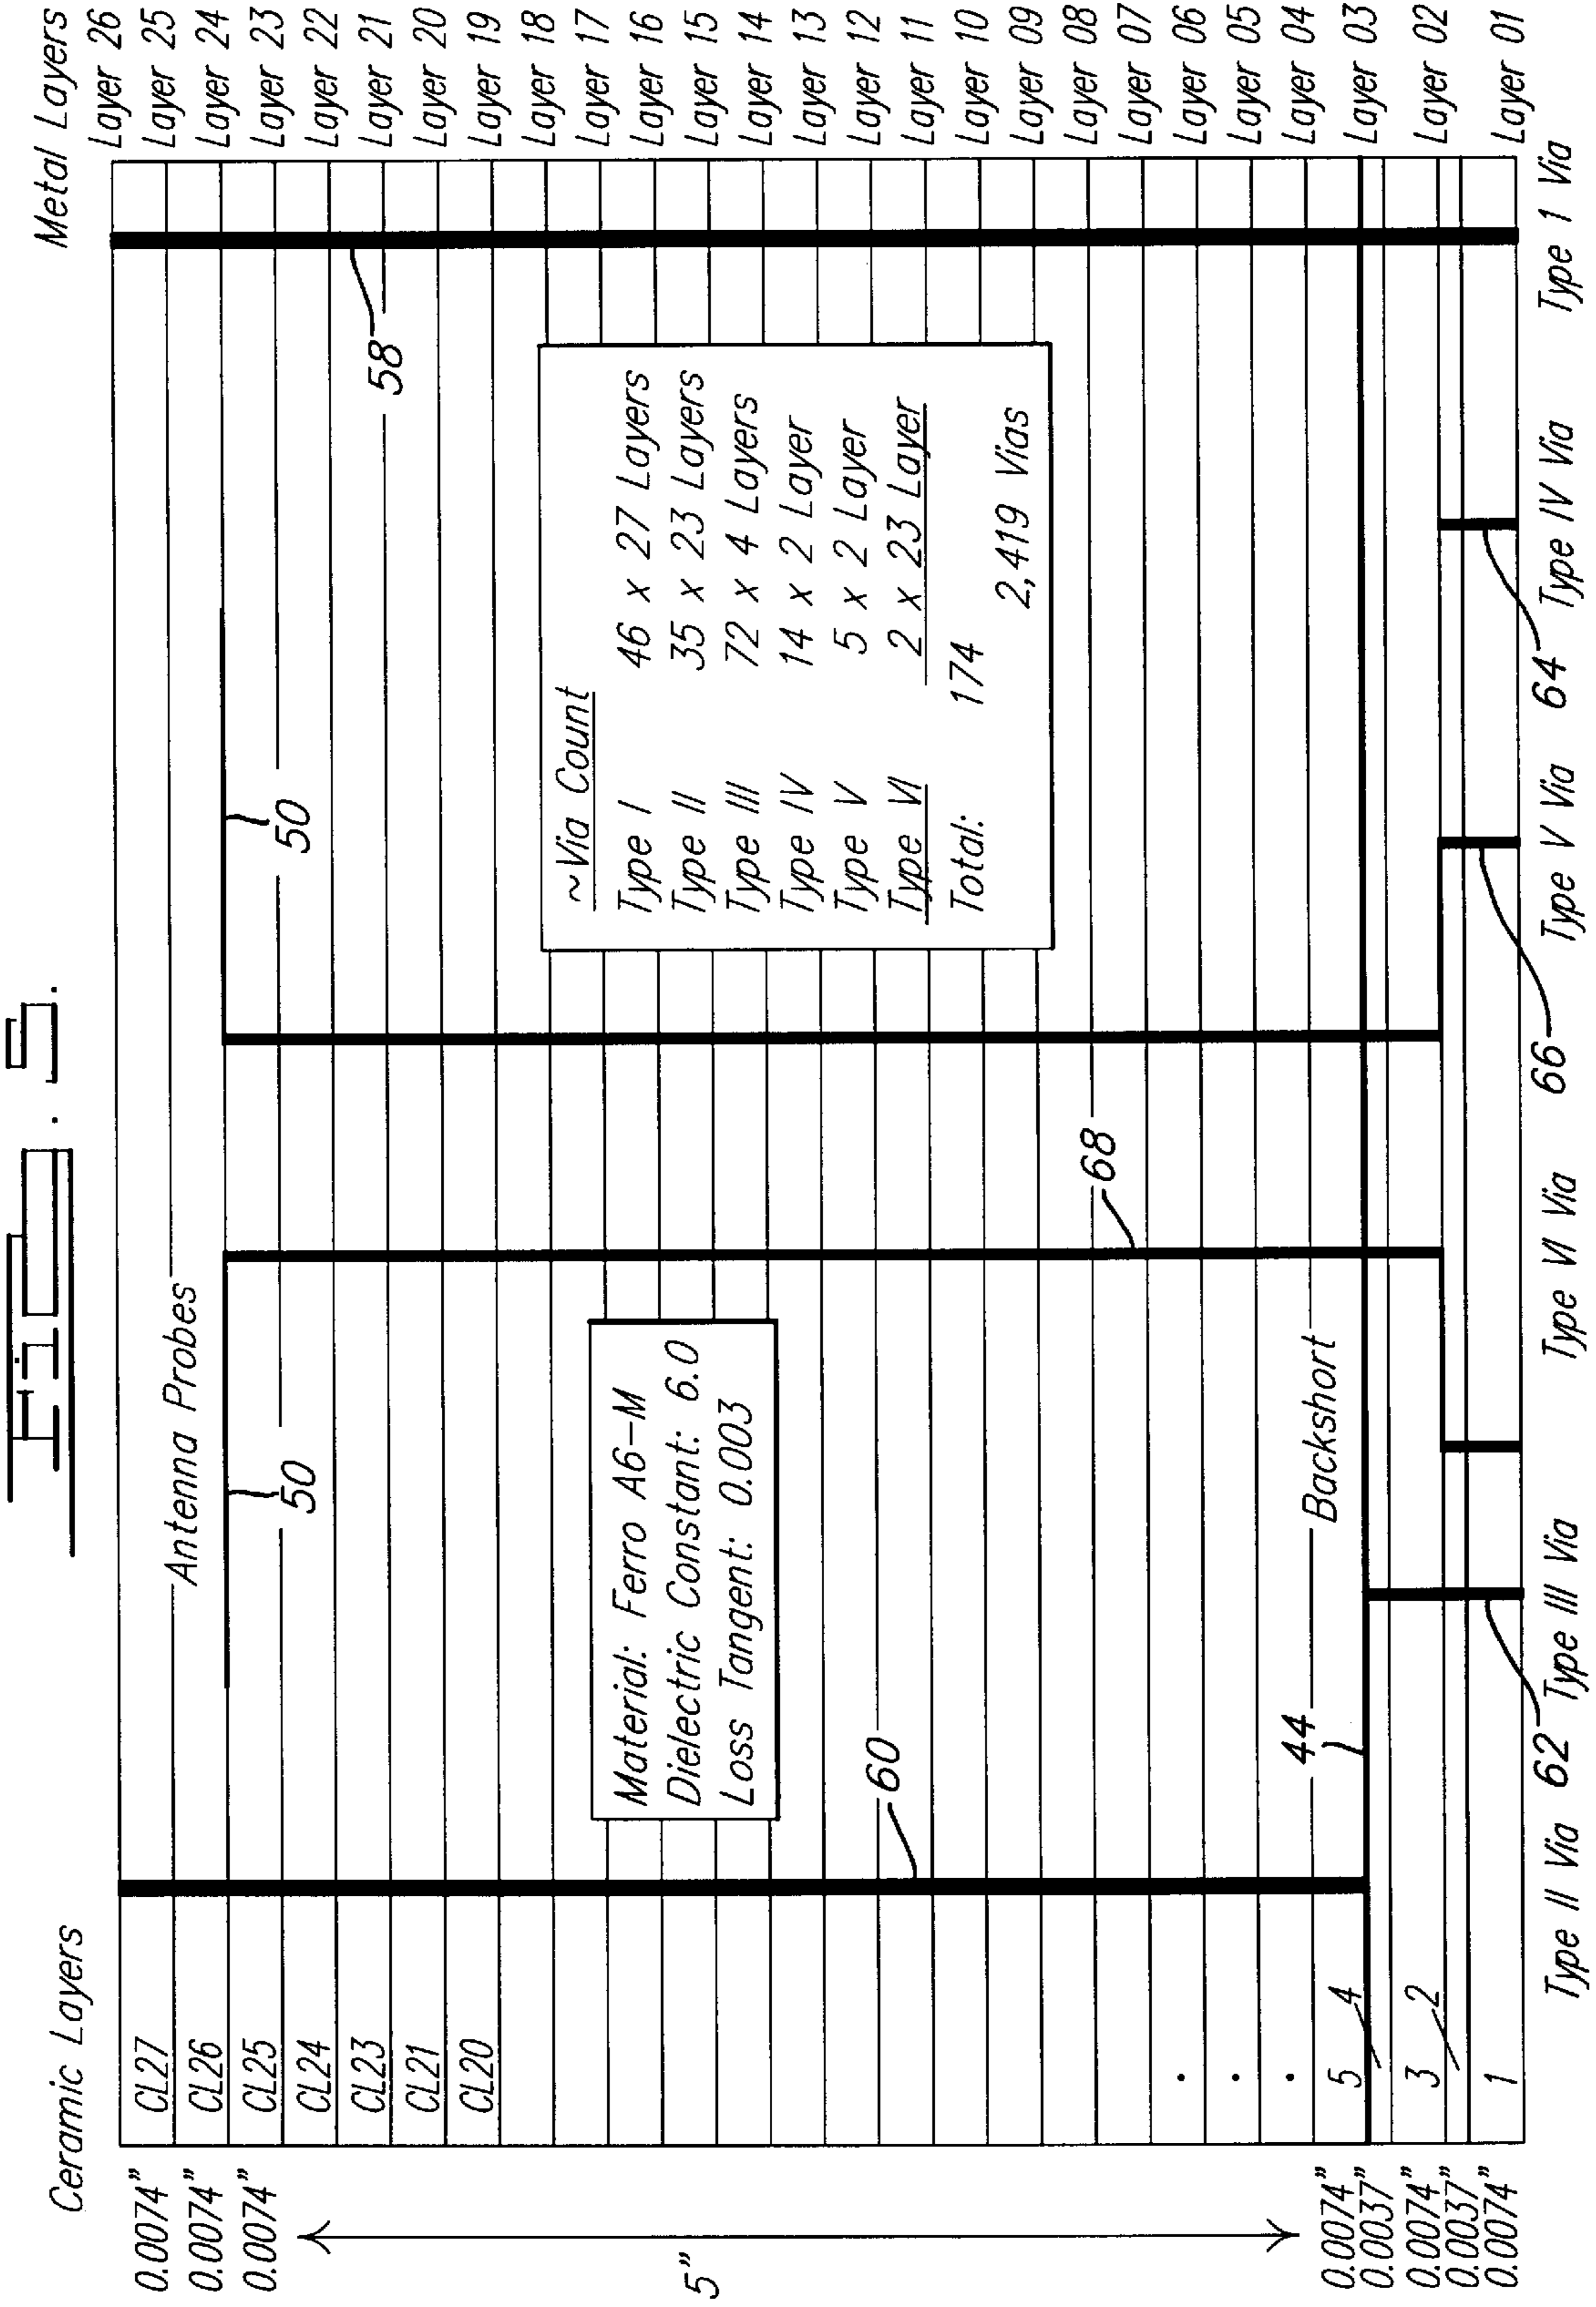 Fig. 5.
Ceramic Layers
Metal Layers
0.0074"
0.0074"
0.0074"
5"
0.0074"
0.0037"
0.0074"
0.0037"
0.0074"
CL27
CL26
CL25
CL24
CL23
CL21
CL20
.
.
.
5
4
3
2
1
Antenna Probes
50
50
58
Material: Ferro A6-M
Dielectric Constant: 6.0
Loss Tangent: 0.003
~Via Count
Type I 46 x 27 Layers
Type II 35 x 23 Layers
Type III 72 x 4 Layers
Type IV 14 x 2 Layer
Type V 5 x 2 Layer
Type VI 2 x 23 Layer
Total: 174
2,419 Vias
60
68
44
Backshort
Layer 26
Layer 25
Layer 24
Layer 23
Layer 22
Layer 21
Layer 20
Layer 19
Layer 18
Layer 17
Layer 16
Layer 15
Layer 14
Layer 13
Layer 12
Layer 11
Layer 10
Layer 09
Layer 08
Layer 07
Layer 06
Layer 05
Layer 04
Layer 03
Layer 02
Layer 01
Type II Via 62 Type III Via Type VI Via 66 Type V Via 64 Type IV Via Type 1 Via